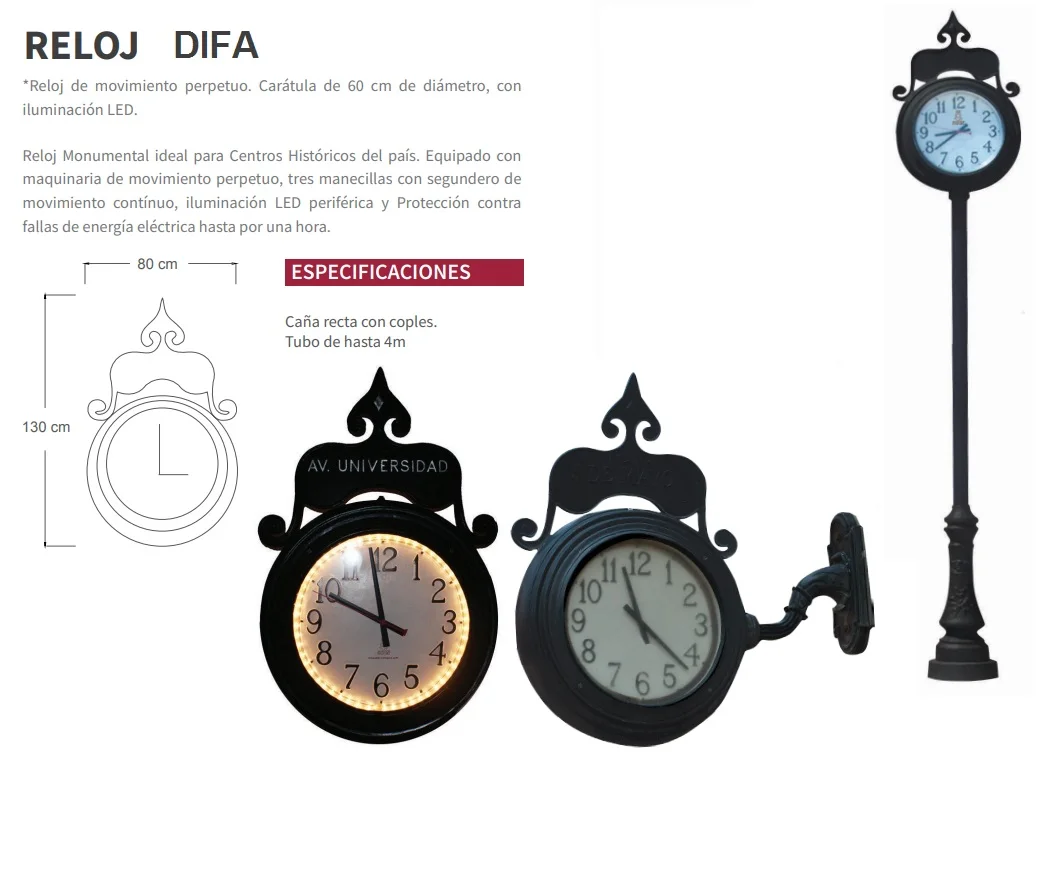 RELOJ DIFA
*Reloj de movimiento perpetuo. Carátula de 60 cm de diámetro, con
iluminación LED.
Reloj Monumental ideal para Centros Históricos del país. Equipado con
maquinaria de movimiento perpetuo, tres manecillas con segundero de
movimiento contínuo, iluminación LED periférica y Protección contra
fallas de energía eléctrica hasta por una hora.
80 cm
130 cm
ESPECIFICACIONES
Caña recta con coples.
Tubo de hasta 4m
AV. UNIVERSIDAD
12 1 2 3 4 5 6 7 8 9 10 11
12 1 2 3 4 5 6 7 8 9 10 11
12 1 2 3 4 5 6 7 8 9 10 11